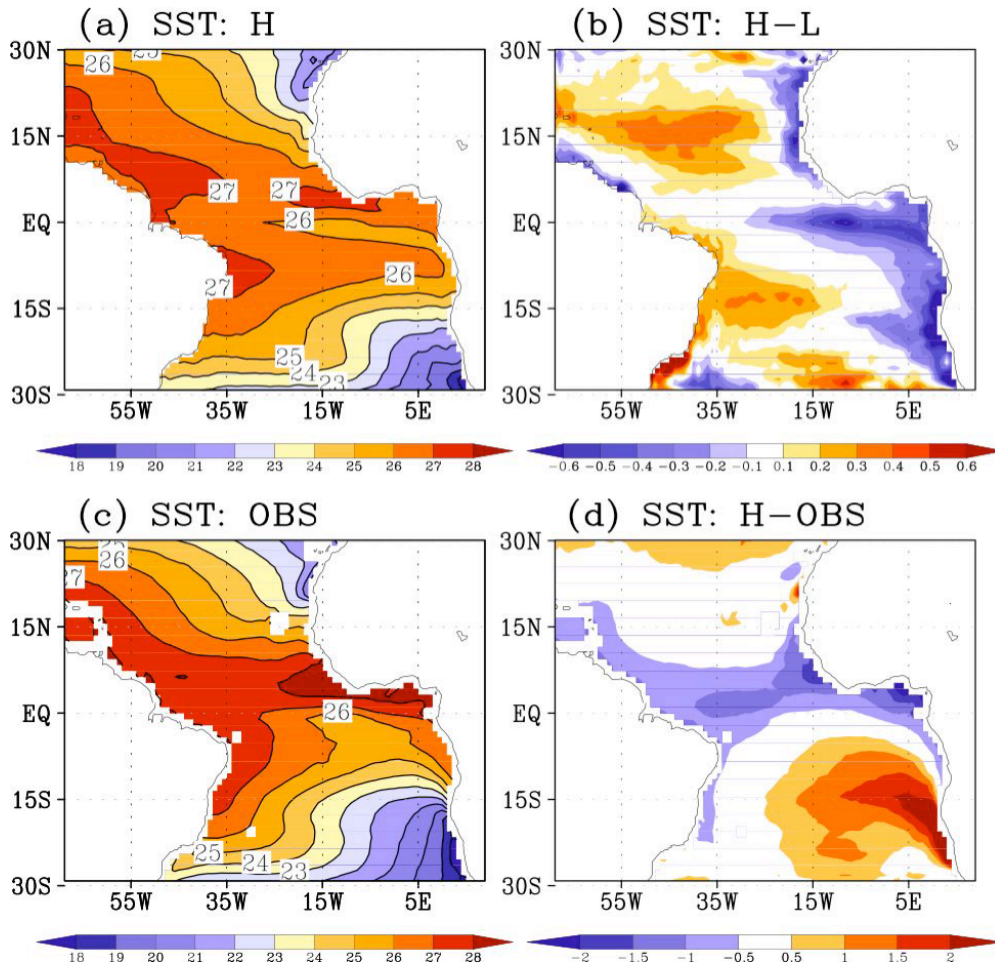 (a) SST: H
30N
15N
EQ
15S
30S
26
25
27
27
26
27
26
25
24
23
55W 35W 15W 5E
18 19 20 21 22 23 24 25 26 27 28
(b) SST: H-L
30N
15N
EQ
15S
30S
55W 35W 15W 5E
-0.6 -0.5 -0.4 -0.3 -0.2 -0.1 0.1 0.2 0.3 0.4 0.5 0.6
(c) SST: OBS
30N
15N
EQ
15S
30S
26
27
26
25
24
23
55W 35W 15W 5E
18 19 20 21 22 23 24 25 26 27 28
(d) SST: H-OBS
30N
15N
EQ
15S
30S
55W 35W 15W 5E
-2 -1.5 -1 -0.5 0.5 1 1.5 2